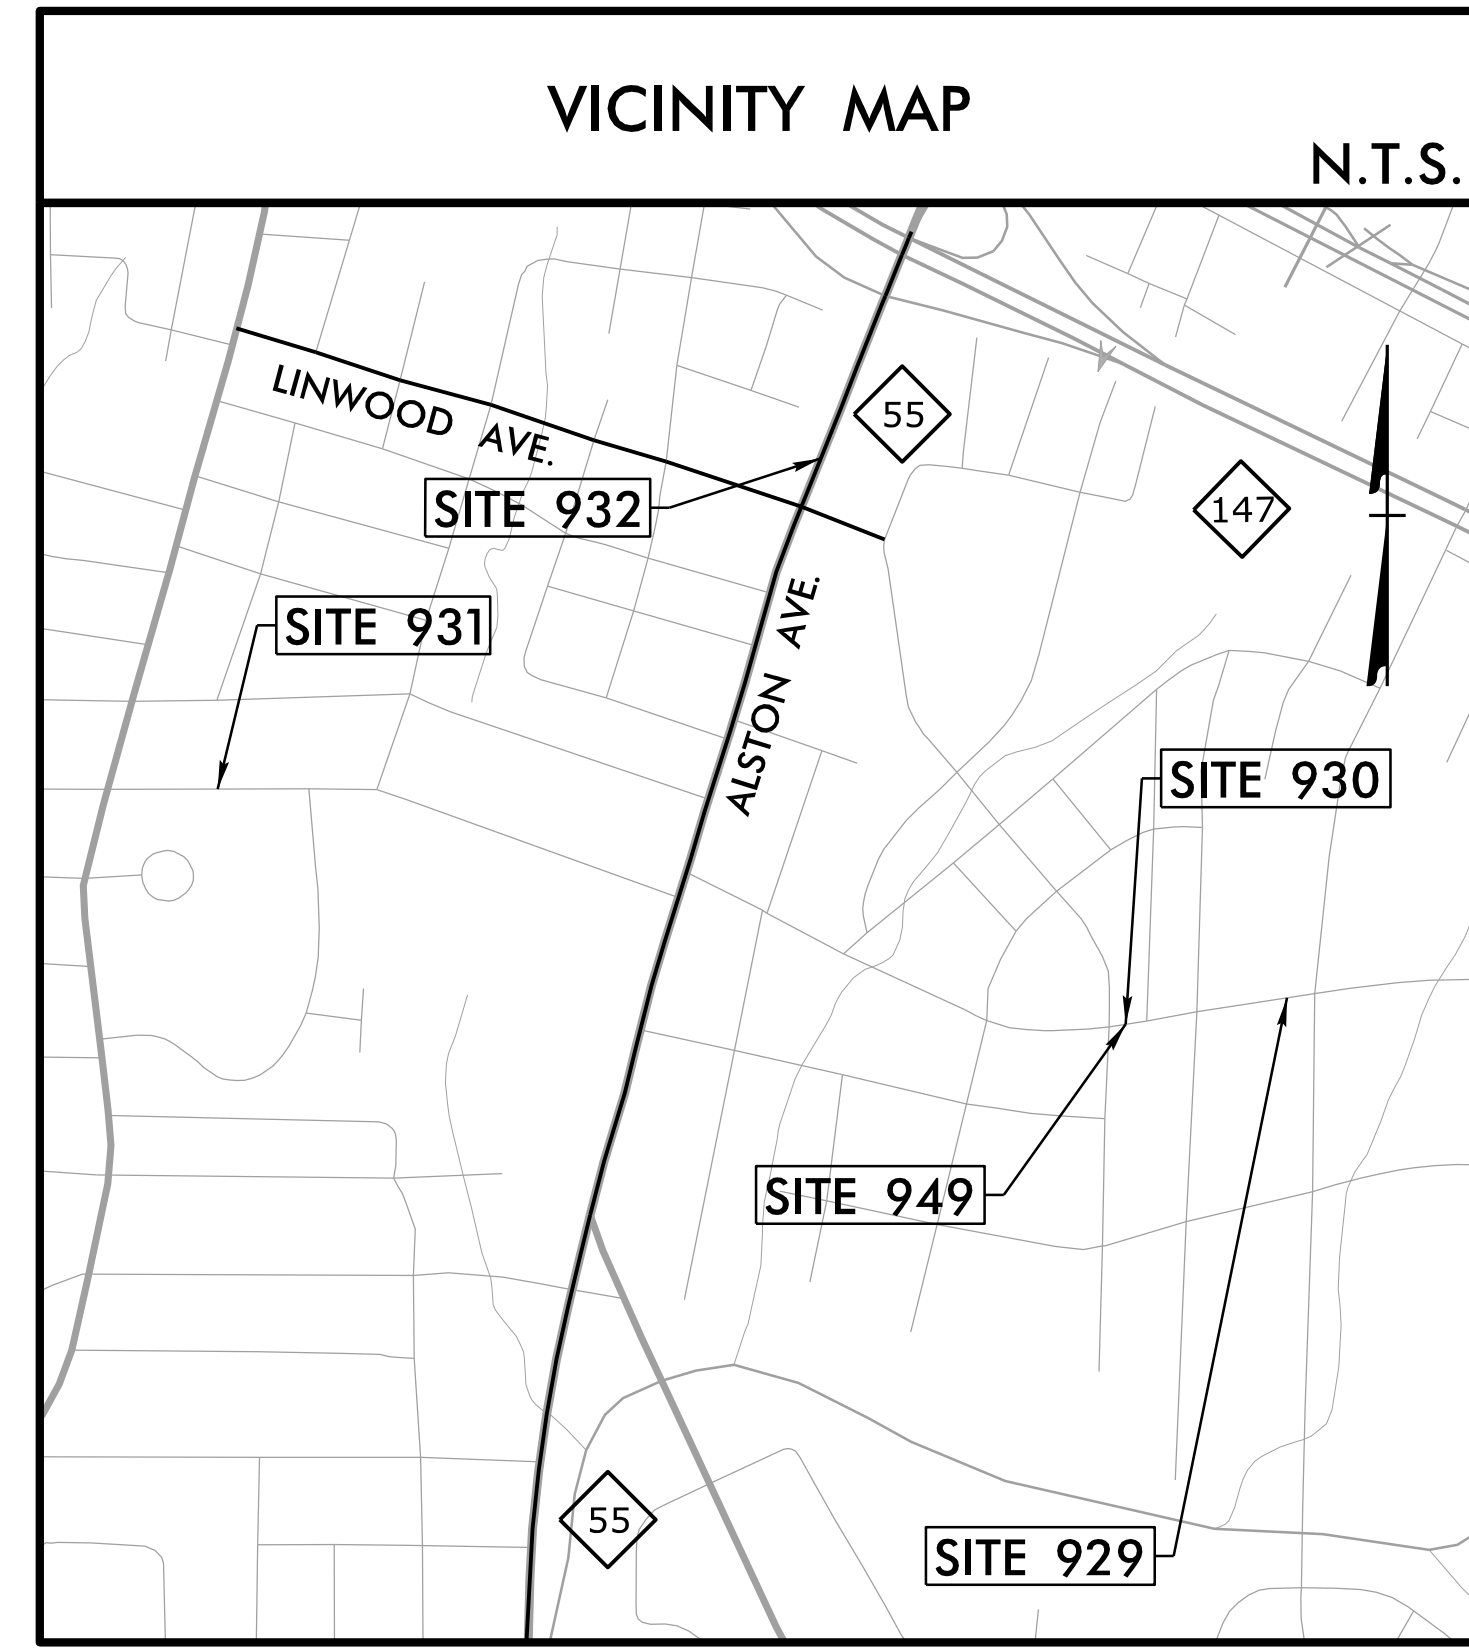 VICINITY MAP
N.T.S.
LINWOOD AVE.
55
SITE 932
147
SITE 931
ALSTON AVE.
SITE 930
SITE 949
55
SITE 929